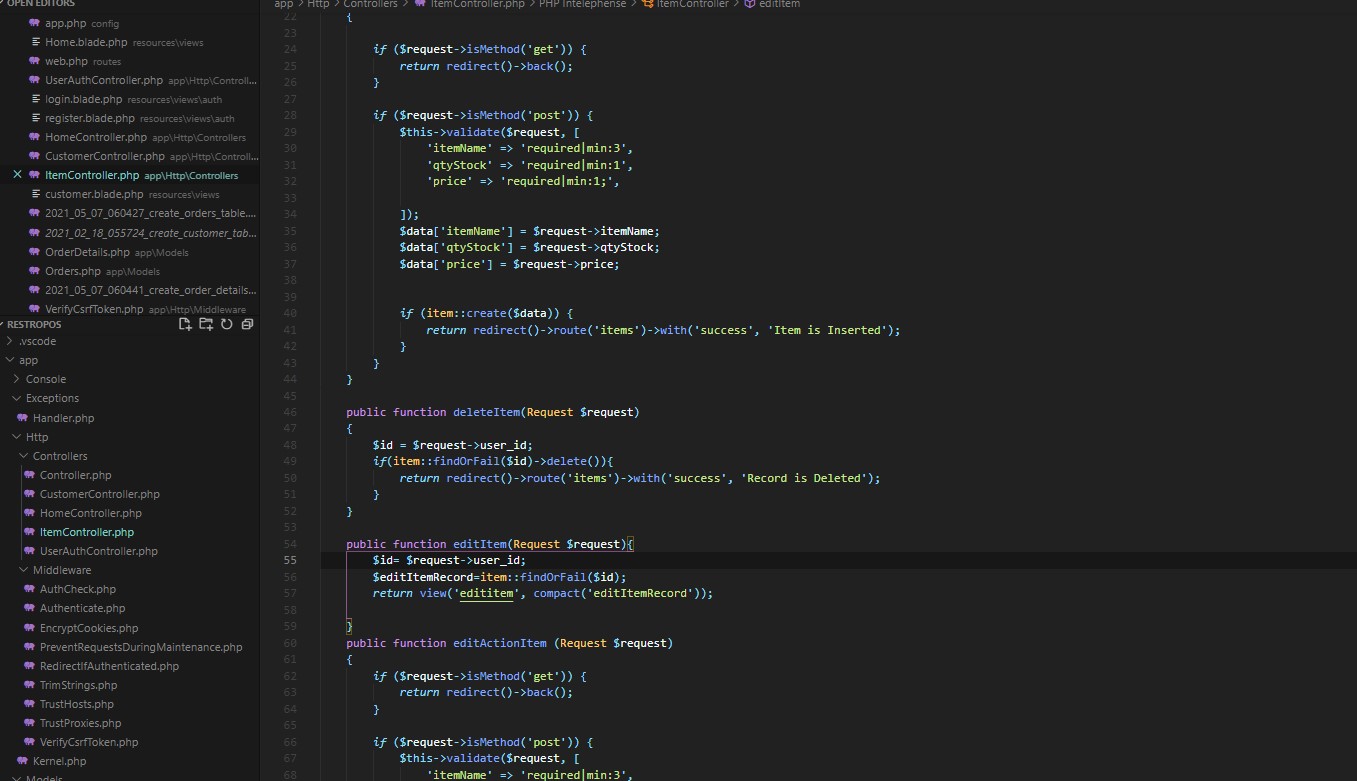 OPEN EDITORS
app.php config
Home.blade.php resources\views
web.php routes
UserAuthController.php app\Http\Controll...
login.blade.php resources\views\auth
register.blade.php resources\views\auth
HomeController.php app\Http\Controllers
CustomerController.php app\Http\Controll...
ItemController.php app\Http\Controllers
customer.blade.php resources\views
2021_05_07_060427_create_orders_table....
2021_02_18_055724_create_customer_tab...
OrderDetails.php app\Models
Orders.php app\Models
2021_05_07_060441_create_order_details...
VerifyCsrfToken.php app\Http\Middleware
RESTROPOS
.vscode
app
Console
Exceptions
Handler.php
Http
Controllers
Controller.php
CustomerController.php
HomeController.php
ItemController.php
UserAuthController.php
Middleware
AuthCheck.php
Authenticate.php
EncryptCookies.php
PreventRequestsDuringMaintenance.php
RedirectIfAuthenticated.php
TrimStrings.php
TrustHosts.php
TrustProxies.php
VerifyCsrfToken.php
Kernel.php
Models
app > Http > Controllers > ItemController.php > PHP Intelephense > ItemController > editItem
22 {
23
24 if ($request->isMethod('get')) {
25 return redirect()->back();
26 }
27
28 if ($request->isMethod('post')) {
29 $this->validate($request, [
30 'itemName' => 'required|min:3',
31 'qtyStock' => 'required|min:1',
32 'price' => 'required|min:1;',
33
34 ]);
35 $data['itemName'] = $request->itemName;
36 $data['qtyStock'] = $request->qtyStock;
37 $data['price'] = $request->price;
38
39
40 if (item::create($data)) {
41 return redirect()->route('items')->with('success', 'Item is Inserted');
42 }
43 }
44 }
45
46 public function deleteItem(Request $request)
47 {
48 $id = $request->user_id;
49 if(item::findOrFail($id)->delete()){
50 return redirect()->route('items')->with('success', 'Record is Deleted');
51 }
52 }
53
54 public function editItem(Request $request){
55 $id= $request->user_id;
56 $editItemRecord=item::findOrFail($id);
57 return view('edititem', compact('editItemRecord'));
58
59 }
60 public function editActionItem (Request $request)
61 {
62 if ($request->isMethod('get')) {
63 return redirect()->back();
64 }
65
66 if ($request->isMethod('post')) {
67 $this->validate($request, [
68 'itemName' => 'required|min:3',